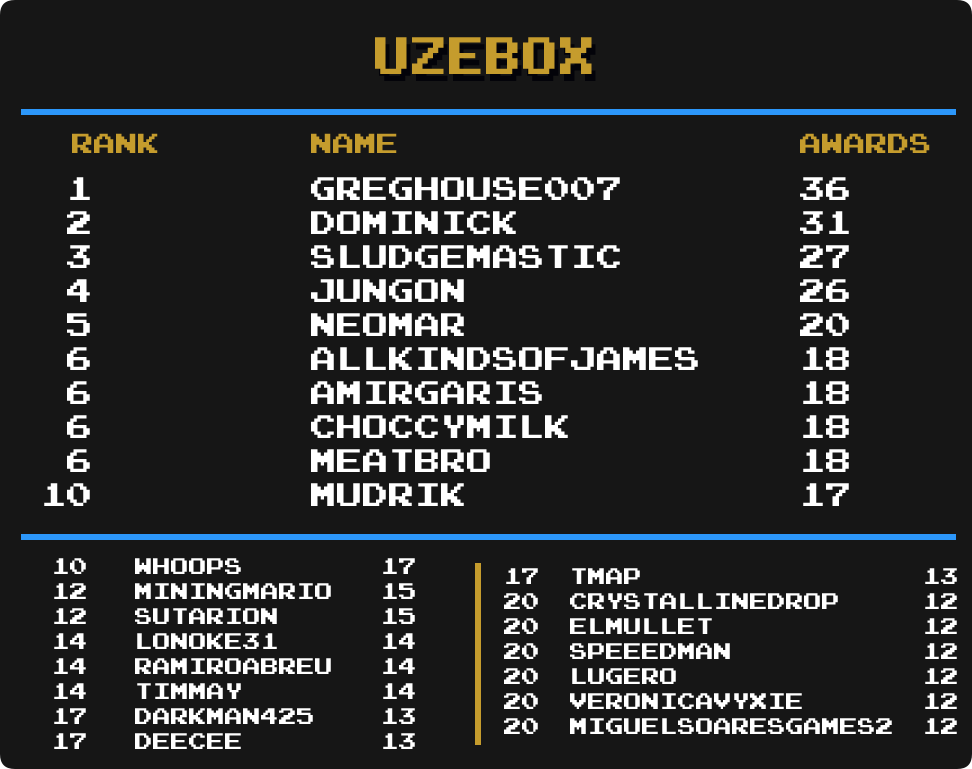 UZEBOX
RANK NAME AWARDS
1 GREGHOUSE007 36
2 DOMINICK 31
3 SLUDGEMASTIC 27
4 JUNGON 26
5 NEOMAR 20
6 ALLKINDSOFJAMES 18
6 AMIRGARIS 18
6 CHOCCYMILK 18
6 MEATBRO 18
10 MUDRIK 17
10 WHOOPS 17
12 MININGMARIO 15
12 SUTARION 15
14 LONOKE31 14
14 RAMIROABREU 14
14 TIMMAY 14
17 DARKMAN425 13
17 DEECEE 13
17 TMAP 13
20 CRYSTALLINEDROP 12
20 ELMULLET 12
20 SPEEEDMAN 12
20 LUGERO 12
20 VERONICAVYXIE 12
20 MIGUELSOARESGAMES2 12